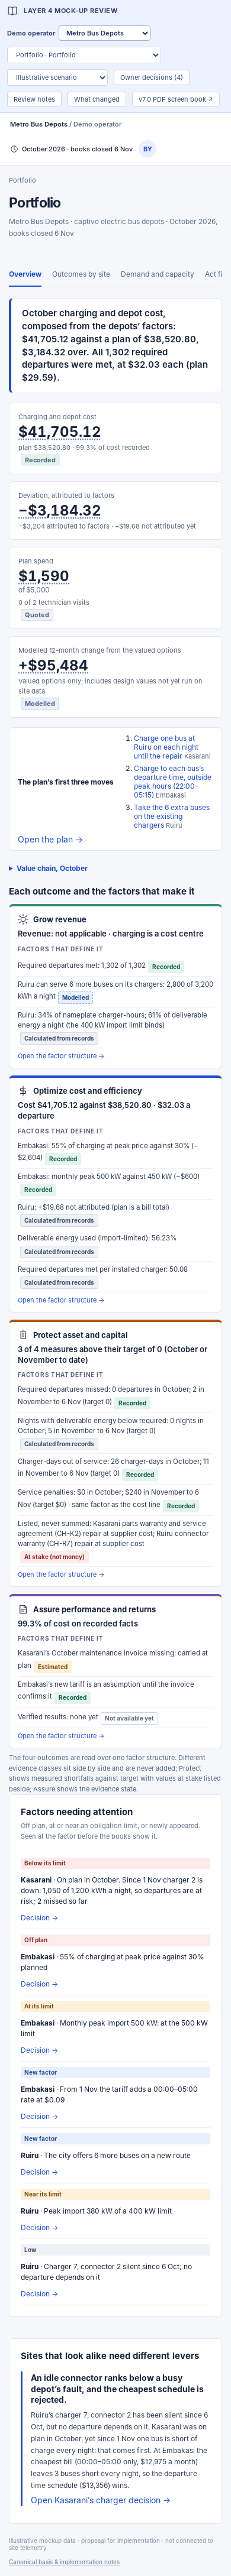 LAYER 4 MOCK-UP REVIEW
Demo operator Metro Bus Depots
Portfolio · Portfolio
Illustrative scenario Owner decisions (4)
Review notes What changed v7.0 PDF screen book ↗
Metro Bus Depots / Demo operator
October 2026 · books closed 6 Nov BY
Portfolio
Portfolio
Metro Bus Depots · captive electric bus depots · October 2026,
books closed 6 Nov
Overview Outcomes by site Demand and capacity Act fi
October charging and depot cost,
composed from the depots’ factors:
$41,705.12 against a plan of $38,520.80,
$3,184.32 over. All 1,302 required
departures were met, at $32.03 each (plan
$29.59).
Charging and depot cost
$41,705.12
plan $38,520.80 · 99.3% of cost recorded
Recorded
Deviation, attributed to factors
−$3,184.32
−$3,204 attributed to factors · +$19.68 not attributed yet
Plan spend
$1,590
of $5,000
0 of 2 technician visits
Quoted
Modelled 12-month change from the valued options
+$95,484
Valued options only; includes design values not yet run on
site data
Modelled
The plan’s first three moves
1. Charge one bus at
Ruiru on each night
until the repair Kasarani
2. Charge to each bus’s
departure time, outside
peak hours (22:00–
05:15) Embakasi
3. Take the 6 extra buses
on the existing
chargers Ruiru
Open the plan →
Value chain, October
Each outcome and the factors that make it
Grow revenue
Revenue: not applicable · charging is a cost centre
FACTORS THAT DEFINE IT
Required departures met: 1,302 of 1,302 Recorded
Ruiru can serve 6 more buses on its chargers: 2,800 of 3,200
kWh a night Modelled
Ruiru: 34% of nameplate charger-hours; 61% of deliverable
energy a night (the 400 kW import limit binds)
Calculated from records
Open the factor structure →
Optimize cost and efficiency
Cost $41,705.12 against $38,520.80 · $32.03 a
departure
FACTORS THAT DEFINE IT
Embakasi: 55% of charging at peak price against 30% (−
$2,604) Recorded
Embakasi: monthly peak 500 kW against 450 kW (−$600)
Recorded
Ruiru: +$19.68 not attributed (plan is a bill total)
Calculated from records
Deliverable energy used (import-limited): 56.23%
Calculated from records
Required departures met per installed charger: 50.08
Calculated from records
Open the factor structure →
Protect asset and capital
3 of 4 measures above their target of 0 (October or
November to date)
FACTORS THAT DEFINE IT
Required departures missed: 0 departures in October; 2 in
November to 6 Nov (target 0) Recorded
Nights with deliverable energy below required: 0 nights in
October; 5 in November to 6 Nov (target 0)
Calculated from records
Charger-days out of service: 26 charger-days in October; 11
in November to 6 Nov (target 0) Recorded
Service penalties: $0 in October; $240 in November to 6
Nov (target $0) · same factor as the cost line Recorded
Listed, never summed: Kasarani parts warranty and service
agreement (CH-K2) repair at supplier cost; Ruiru connector
warranty (CH-R7) repair at supplier cost
At stake (not money)
Open the factor structure →
Assure performance and returns
99.3% of cost on recorded facts
FACTORS THAT DEFINE IT
Kasarani’s October maintenance invoice missing: carried at
plan Estimated
Embakasi’s new tariff is an assumption until the invoice
confirms it Recorded
Verified results: none yet Not available yet
Open the factor structure →
The four outcomes are read over one factor structure. Different
evidence classes sit side by side and are never added; Protect
shows measured shortfalls against target with values at stake listed
beside; Assure shows the evidence state.
Factors needing attention
Off plan, at or near an obligation limit, or newly appeared.
Seen at the factor before the books show it.
Below its limit
Kasarani · On plan in October. Since 1 Nov charger 2 is
down: 1,050 of 1,200 kWh a night, so departures are at
risk; 2 missed so far
Decision →
Off plan
Embakasi · 55% of charging at peak price against 30%
planned
Decision →
At its limit
Embakasi · Monthly peak import 500 kW: at the 500 kW
limit
Decision →
New factor
Embakasi · From 1 Nov the tariff adds a 00:00–05:00
rate at $0.09
Decision →
New factor
Ruiru · The city offers 6 more buses on a new route
Decision →
Near its limit
Ruiru · Peak import 380 kW of a 400 kW limit
Decision →
Low
Ruiru · Charger 7, connector 2 silent since 6 Oct; no
departure depends on it
Decision →
Sites that look alike need different levers
An idle connector ranks below a busy
depot’s fault, and the cheapest schedule is
rejected.
Ruiru’s charger 7, connector 2 has been silent since 6
Oct, but no departure depends on it. Kasarani was on
plan in October, yet since 1 Nov one bus is short of
charge every night: that comes first. At Embakasi the
cheapest bill (00:00–05:00 only, $12,975 a month)
leaves 3 buses short every night, so the departure-
time schedule ($13,356) wins.
Open Kasarani’s charger decision →
Illustrative mockup data · proposal for implementation · not connected to
site telemetry
Canonical basis & implementation notes